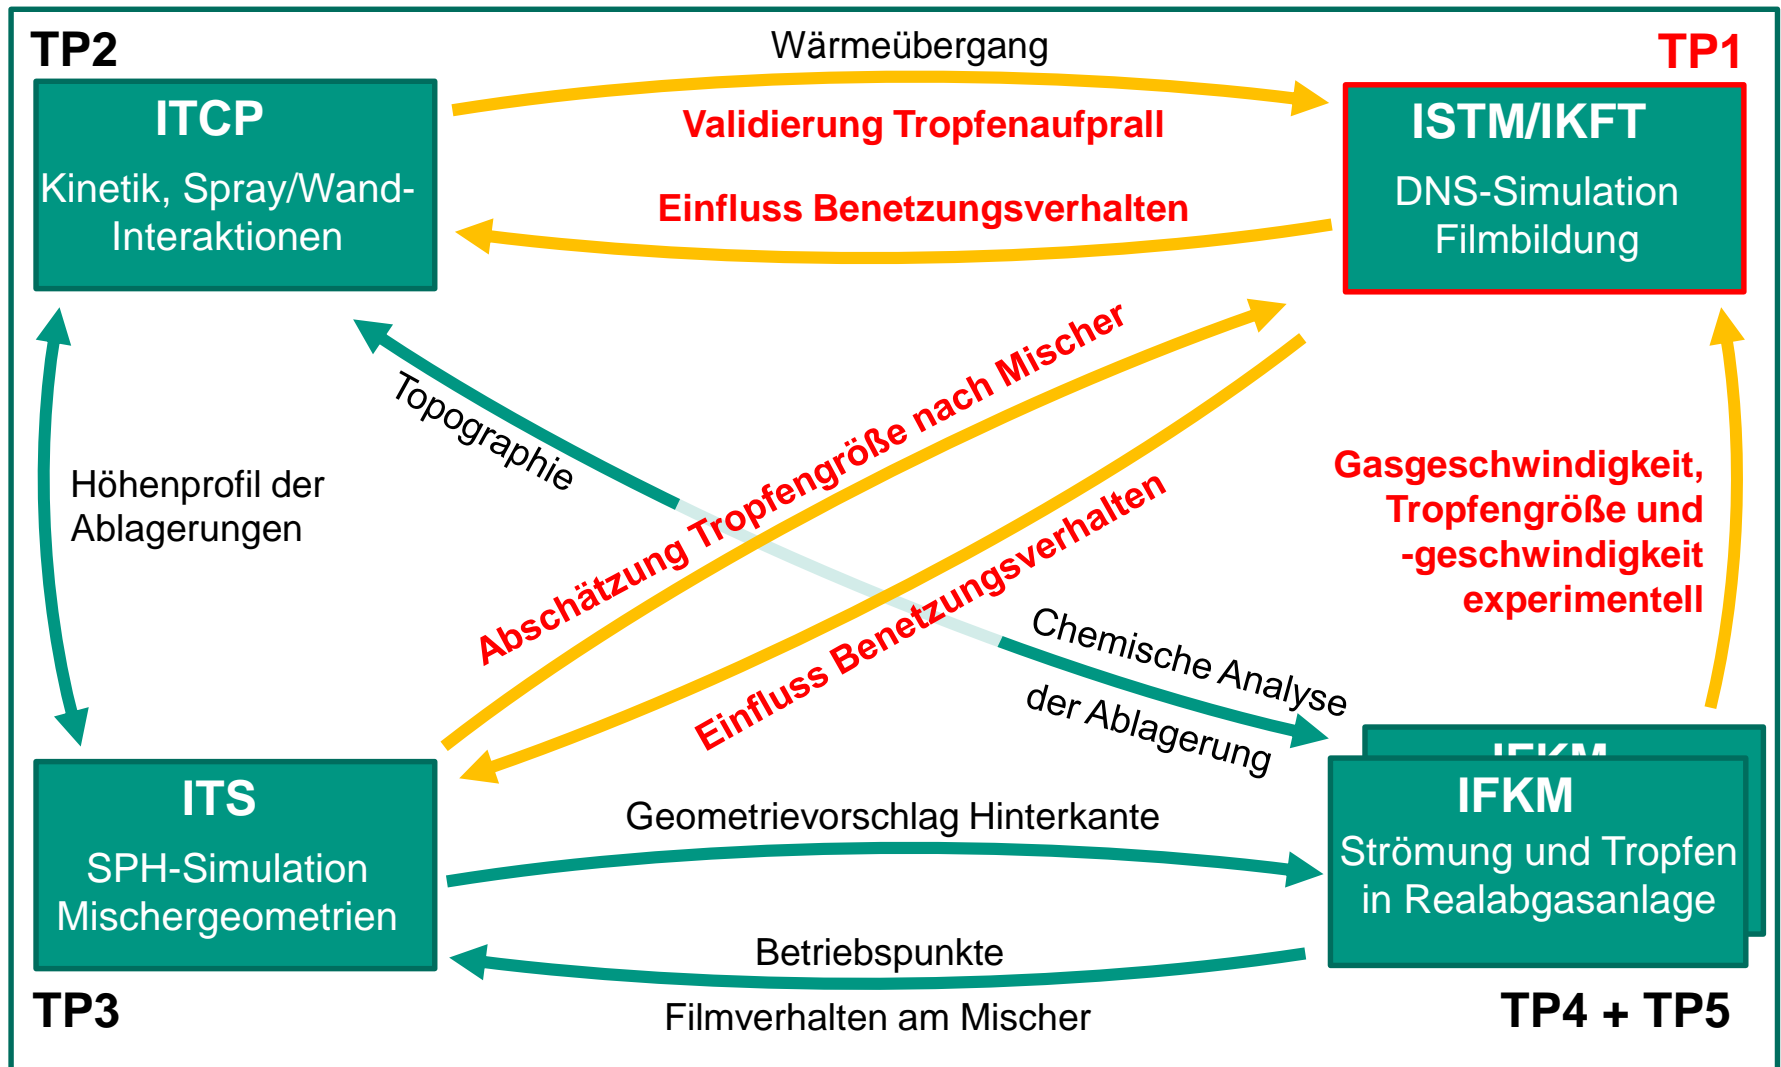 TP2
Wärmeübergang
TP1
ITCP
Kinetik, Spray/Wand-
Interaktionen
Validierung Tropfenaufprall
Einfluss Benetzungsverhalten
ISTM/IKFT
DNS-Simulation
Filmbildung
Topographie
Abschätzung Tropfengröße nach Mischer
Einfluss Benetzungsverhalten
Höhenprofil der
Ablagerungen
Gasgeschwindigkeit,
Tropfengröße und
-geschwindigkeit
experimentell
Chemische Analyse
der Ablagerung
ITS
SPH-Simulation
Mischergeometrien
Geometrievorschlag Hinterkante
IFKM
IFKM
Strömung und Tropfen
in Realabgasanlage
Betriebspunkte
Filmverhalten am Mischer
TP3
TP4 + TP5